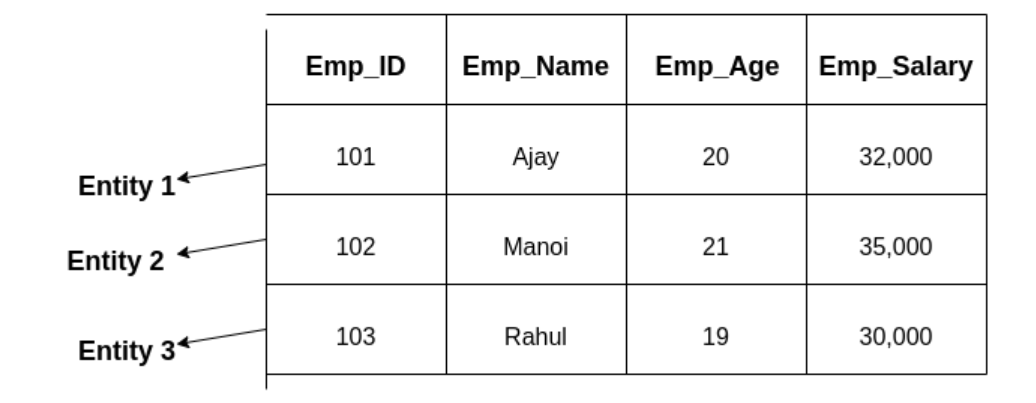 Emp_ID Emp_Name Emp_Age Emp_Salary
101 Ajay 20 32,000
Entity 1
102 Manoi 21 35,000
Entity 2
103 Rahul 19 30,000
Entity 3